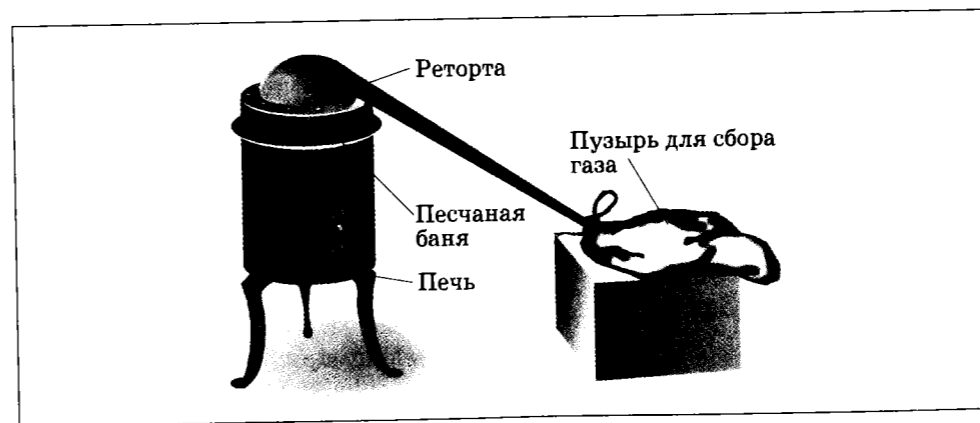 Реторта
Пузырь для сбора
газа
Песчаная
баня
Печь